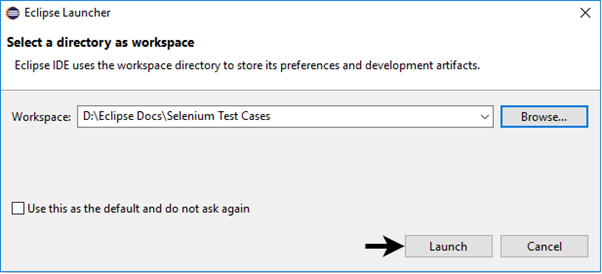 Eclipse Launcher
Select a directory as workspace
Eclipse IDE uses the workspace directory to store its preferences and development artifacts.
Workspace: D:\Eclipse Docs\Selenium Test Cases Browse...
Use this as the default and do not ask again
Launch Cancel